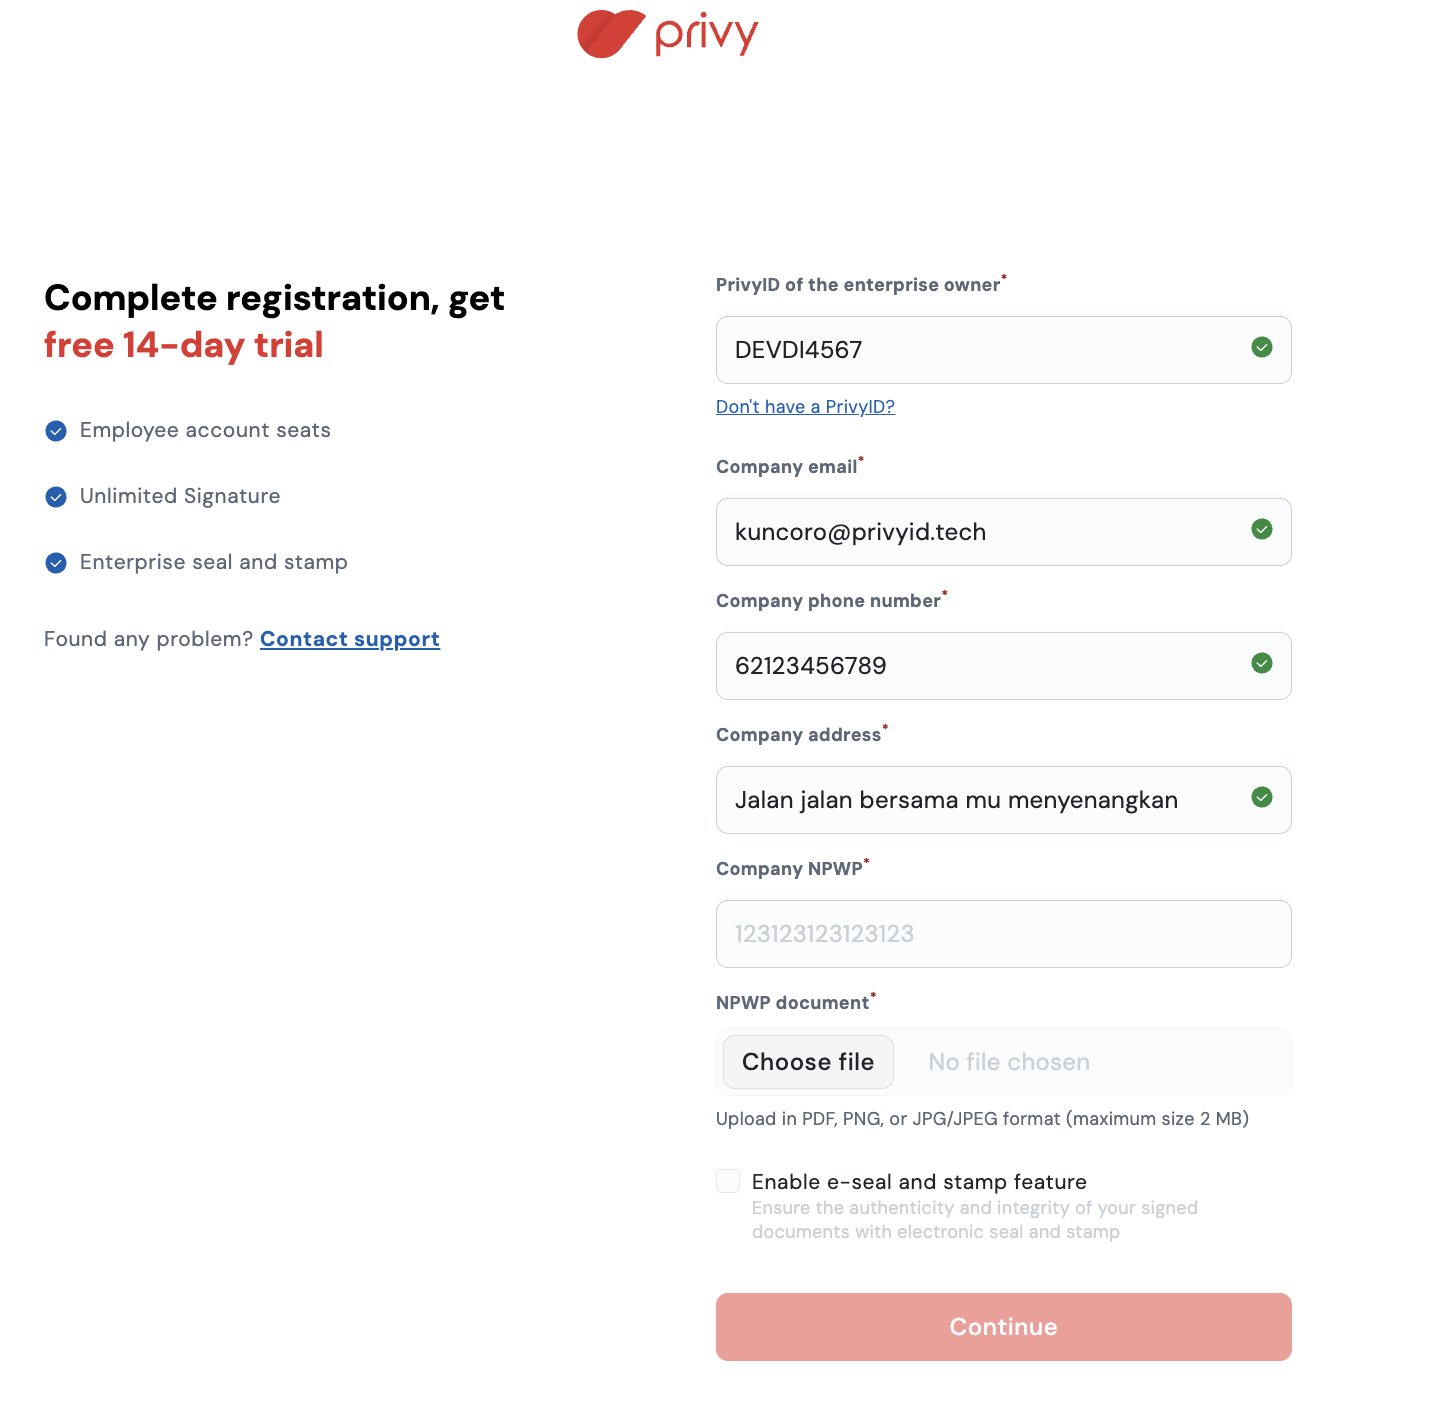 privy
Complete registration, get
free 14-day trial
Employee account seats
Unlimited Signature
Enterprise seal and stamp
Found any problem? Contact support
PrivyID of the enterprise owner*
DEVDI4567
Don't have a PrivyID?
Company email*
kuncoro@privyid.tech
Company phone number*
62123456789
Company address*
Jalan jalan bersama mu menyenangkan
Company NPWP*
123123123123123
NPWP document*
Choose file No file chosen
Upload in PDF, PNG, or JPG/JPEG format (maximum size 2 MB)
Enable e-seal and stamp feature
Ensure the authenticity and integrity of your signed
documents with electronic seal and stamp
Continue